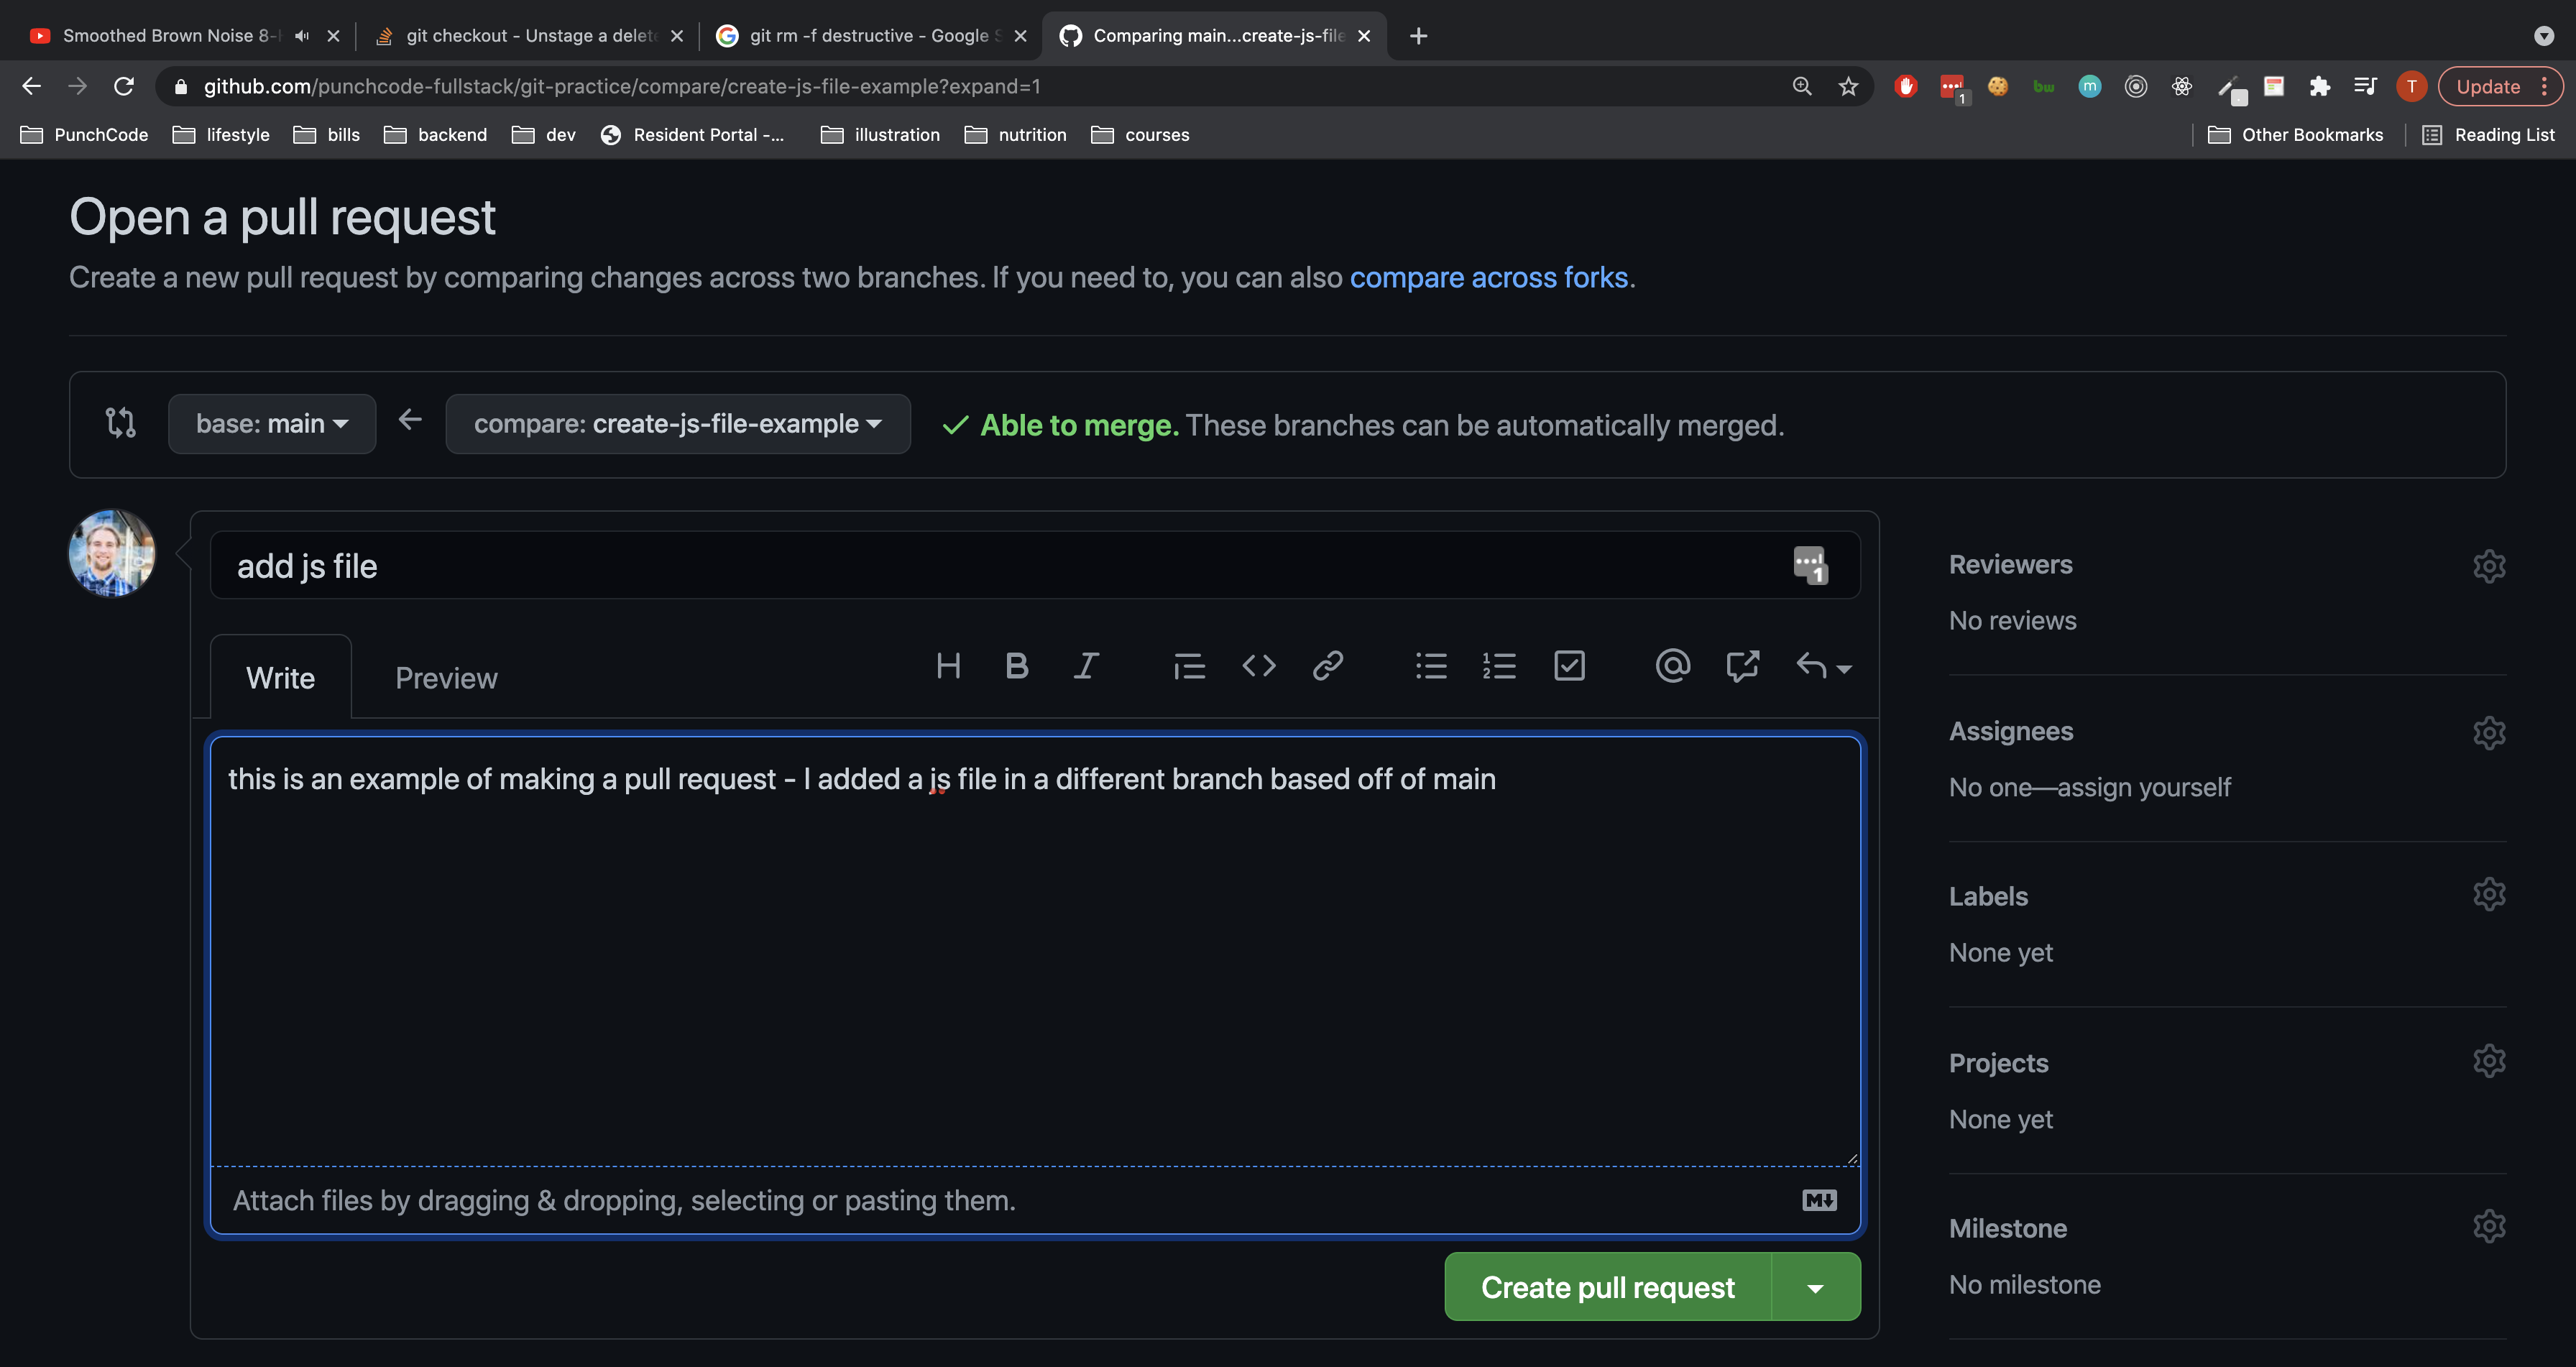 Smoothed Brown Noise 8-
git checkout - Unstage a delet
git rm -f destructive - Google S
Comparing main...create-js-file
github.com/punchcode-fullstack/git-practice/compare/create-js-file-example?expand=1
1
bw
m
T
Update
PunchCode
lifestyle
bills
backend
dev
Resident Portal -...
illustration
nutrition
courses
Other Bookmarks
Reading List
Open a pull request
Create a new pull request by comparing changes across two branches. If you need to, you can also compare across forks.
base: main
compare: create-js-file-example
Able to merge. These branches can be automatically merged.
add js file
1
Write
Preview
this is an example of making a pull request - I added a js file in a different branch based off of main
Attach files by dragging & dropping, selecting or pasting them.
Create pull request
Reviewers
No reviews
Assignees
No one—assign yourself
Labels
None yet
Projects
None yet
Milestone
No milestone